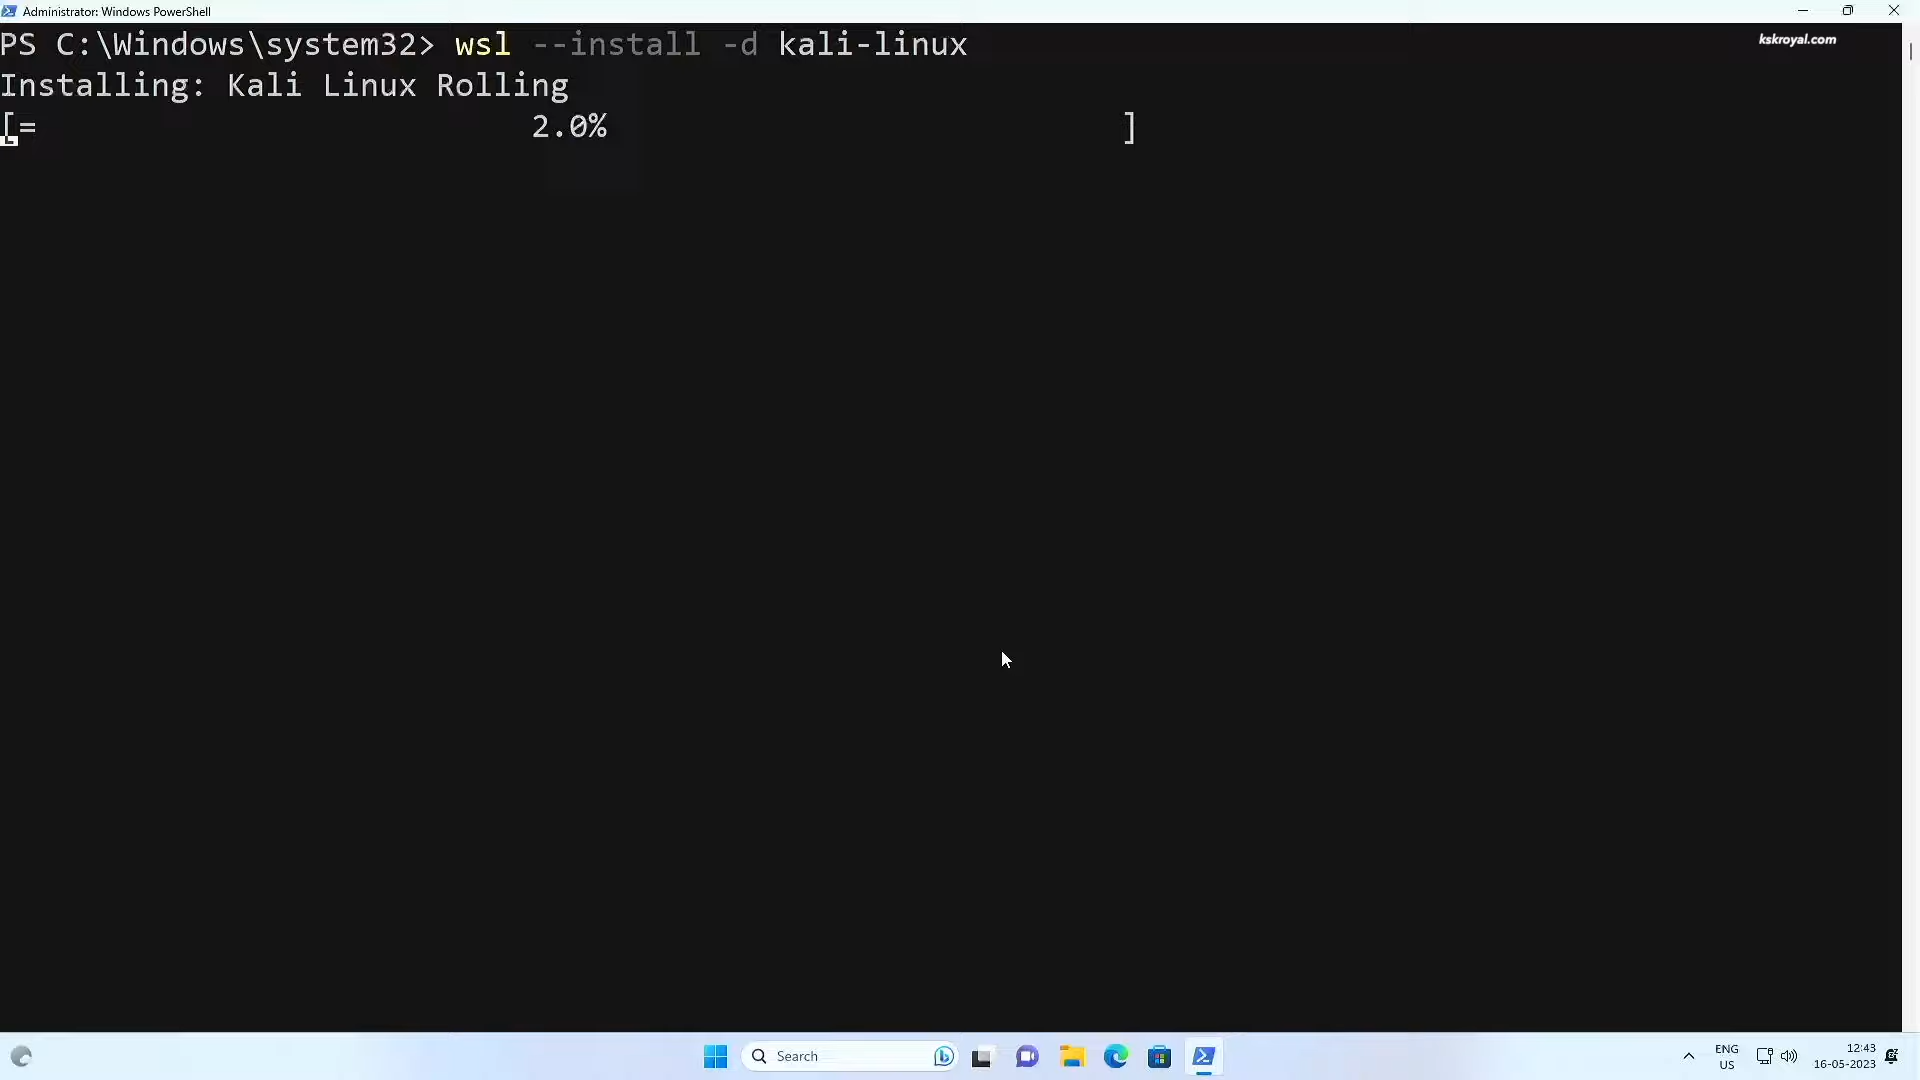 Administrator: Windows PowerShell
PS C:\Windows\system32> wsl --install -d kali-linux
kskroyal.com
Installing: Kali Linux Rolling
[= 2.0% ]
Search
ENG
US
12:43
16-05-2023